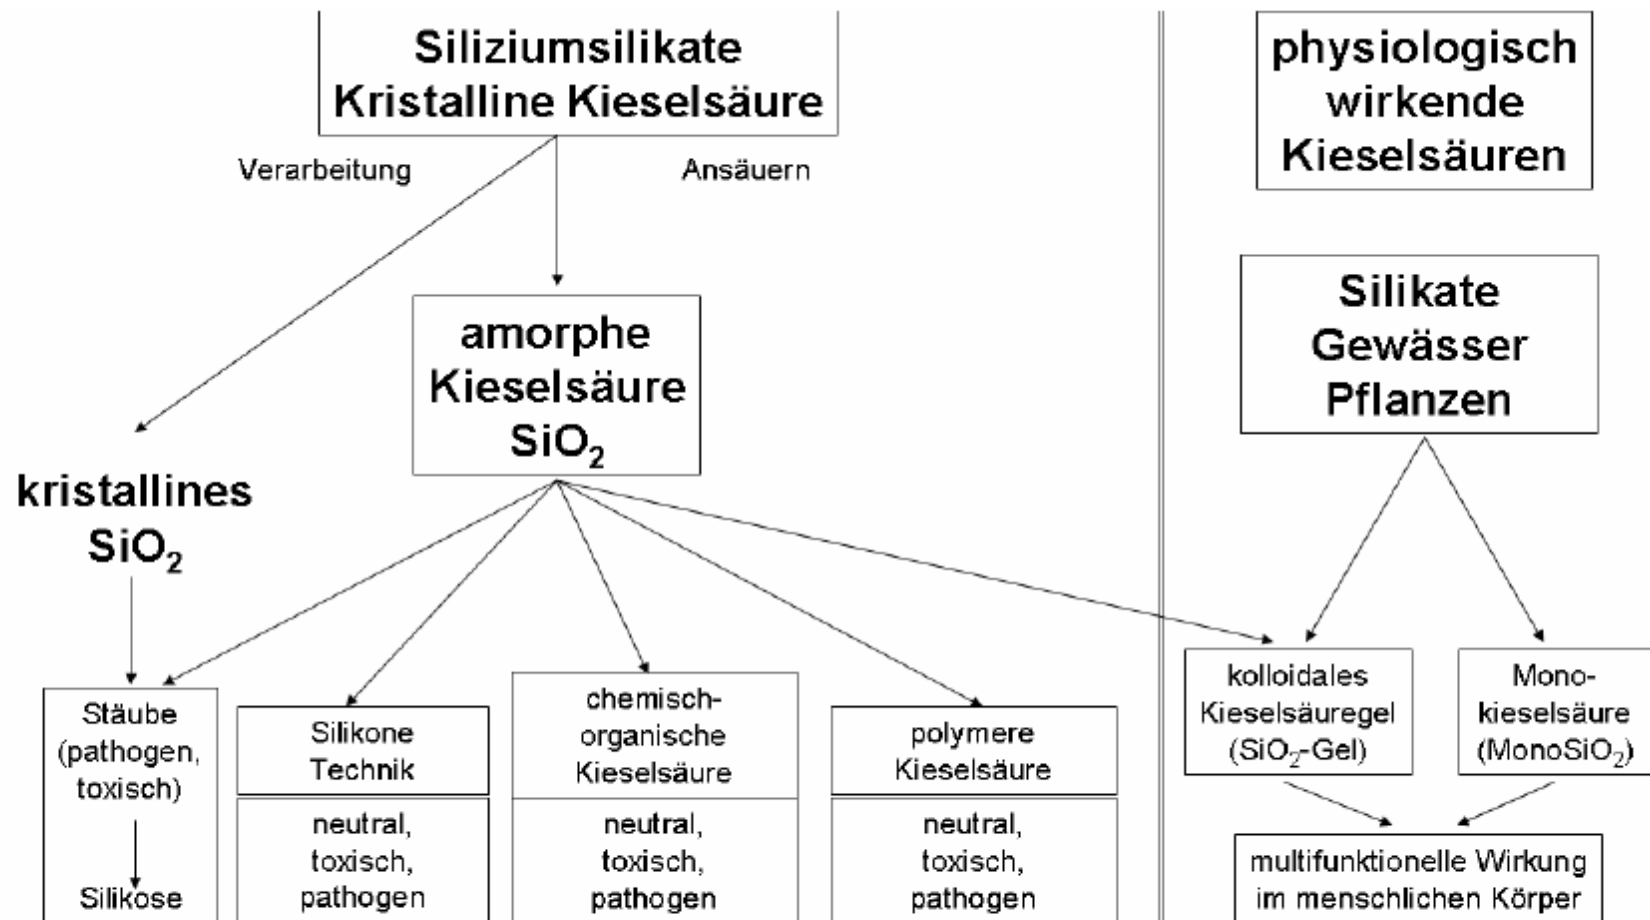 Siliziumsilikate
Kristalline Kieselsäure
Verarbeitung
Ansäuern
amorphe
Kieselsäure
SiO₂
kristallines
SiO₂
Stäube
(pathogen,
toxisch)
Silikose
Silikone
Technik
neutral,
toxisch,
pathogen
chemisch-
organische
Kieselsäure
neutral,
toxisch,
pathogen
polymere
Kieselsäure
neutral,
toxisch,
pathogen
physiologisch
wirkende
Kieselsäuren
Silikate
Gewässer
Pflanzen
kolloidales
Kieselsäuregel
(SiO₂-Gel)
Mono-
kieselsäure
(MonoSiO₂)
multifunktionelle Wirkung
im menschlichen Körper